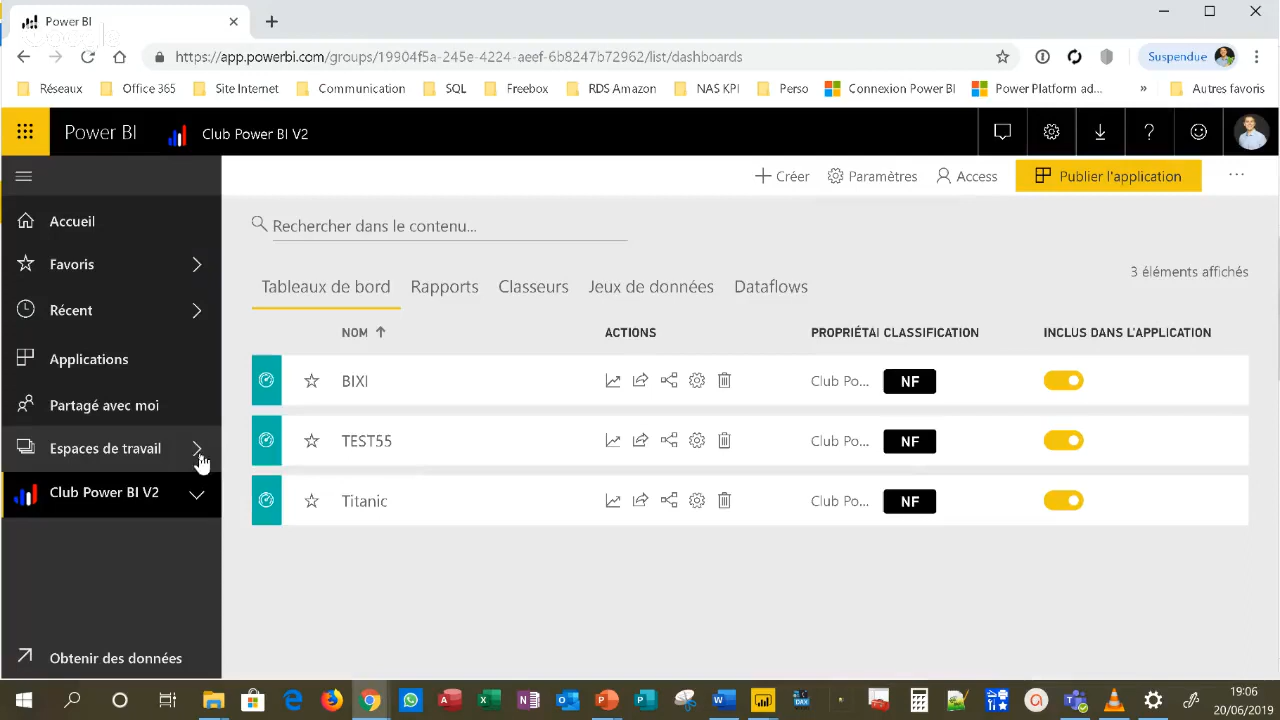 Power BI
https://app.powerbi.com/groups/19904f5a-245e-4224-aeef-6b8247b72962/list/dashboards
Suspendue
Réseaux Office 365 Site Internet Communication SQL Freebox RDS Amazon NAS KPI Perso Connexion Power BI Power Platform ad... » Autres favoris
Power BI Club Power BI V2
Créer Paramètres Access Publier l'application ...
Accueil
Favoris
Récent
Applications
Partagé avec moi
Espaces de travail
Club Power BI V2
Obtenir des données
Rechercher dans le contenu...
3 éléments affichés
Tableaux de bord Rapports Classeurs Jeux de données Dataflows
NOM ACTIONS PROPRIÉTAI CLASSIFICATION INCLUS DANS L'APPLICATION
BIXI Club Po... NF
TEST55 Club Po... NF
Titanic Club Po... NF
19:06
20/06/2019